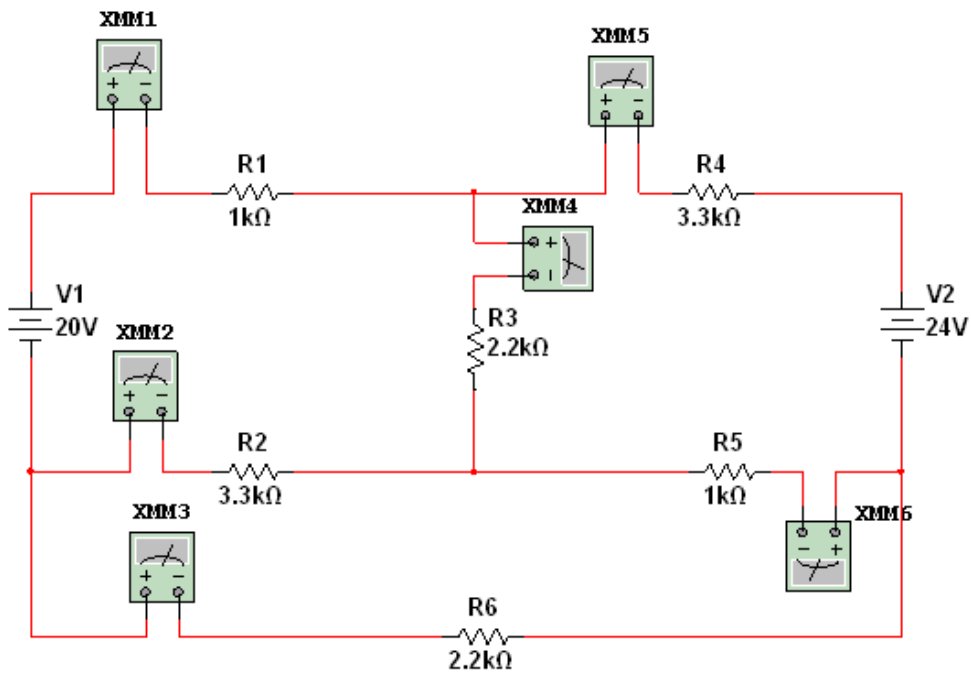 XMM1
XMM5
R1
1kΩ
R4
3.3kΩ
XMM4
V1
20V
R3
2.2kΩ
V2
24V
XMM2
R2
3.3kΩ
R5
1kΩ
XMM3
XMM6
R6
2.2kΩ